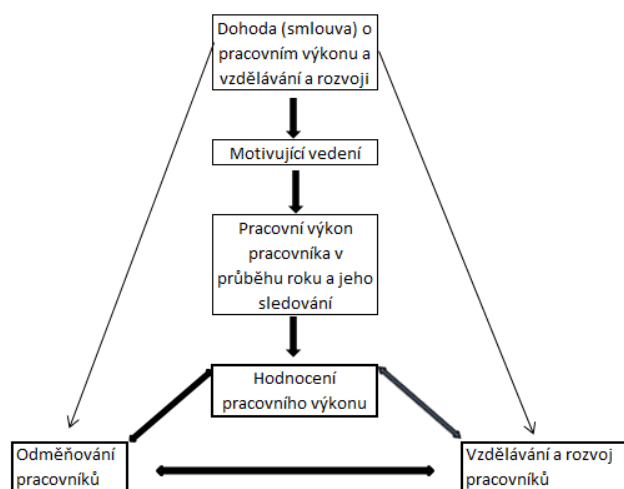 Dohoda (smlouva) o
pracovním výkonu a
vzdělávání a rozvoji
Motivující vedení
Pracovní výkon
pracovníka v
průběhu roku a jeho
sledování
Hodnocení
pracovního výkonu
Odměňování
pracovníků
Vzdělávání a rozvoj
pracovníků